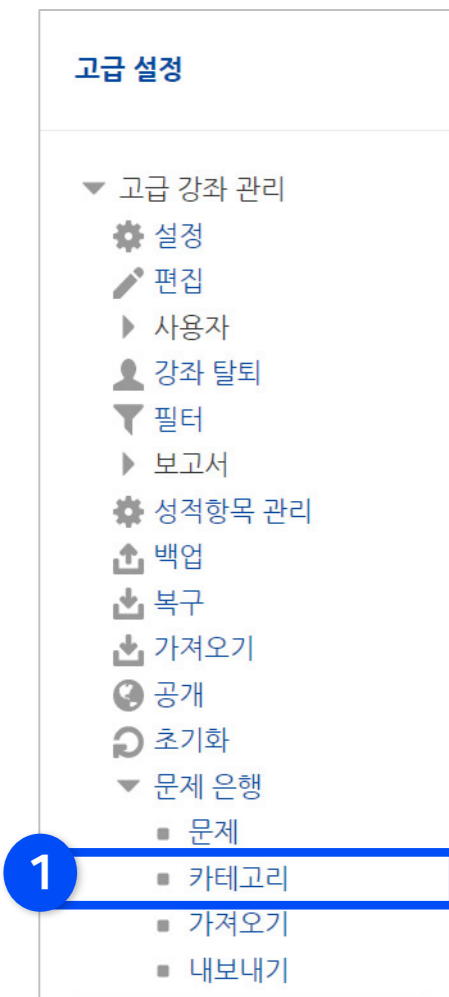 고급 설정
고급 강좌 관리
설정
편집
사용자
강좌 탈퇴
필터
보고서
성적항목 관리
백업
복구
가져오기
공개
초기화
문제 은행
문제
1 카테고리
가져오기
내보내기